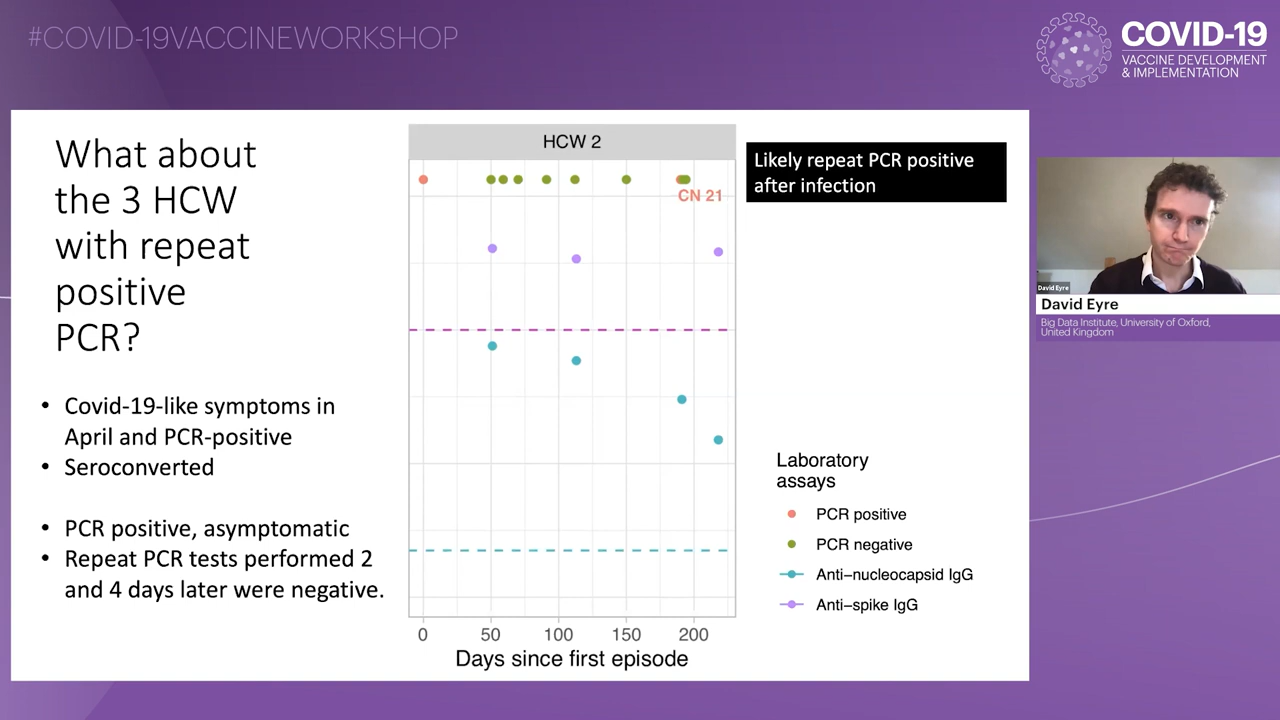 #COVID-19VACCINEWORKSHOP
COVID-19
VACCINE DEVELOPMENT
& IMPLEMENTATION
What about
the 3 HCW
with repeat
positive
PCR?
• Covid-19-like symptoms in
April and PCR-positive
• Seroconverted
• PCR positive, asymptomatic
• Repeat PCR tests performed 2
and 4 days later were negative.
HCW 2
CN 21
0 50 100 150 200
Days since first episode
Likely repeat PCR positive
after infection
Laboratory
assays
PCR positive
PCR negative
Anti-nucleocapsid IgG
Anti-spike IgG
David Eyre
David Eyre
Big Data Institute, University of Oxford,
United Kingdom